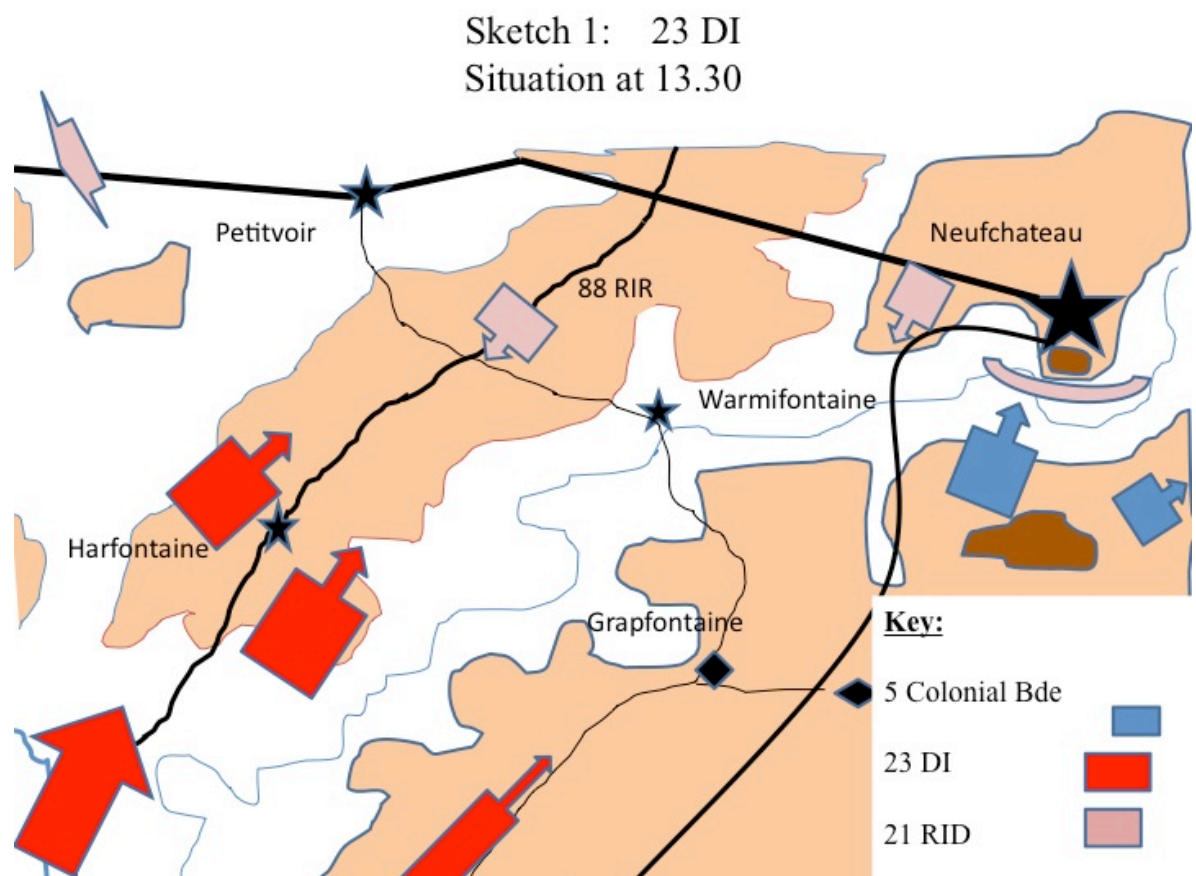 Sketch 1: 23 DI
Situation at 13.30
Petitvoir
Neufchateau
88 RIR
Warmifontaine
Harfontaine
Grapfontaine
Key:
5 Colonial Bde
23 DI
21 RID